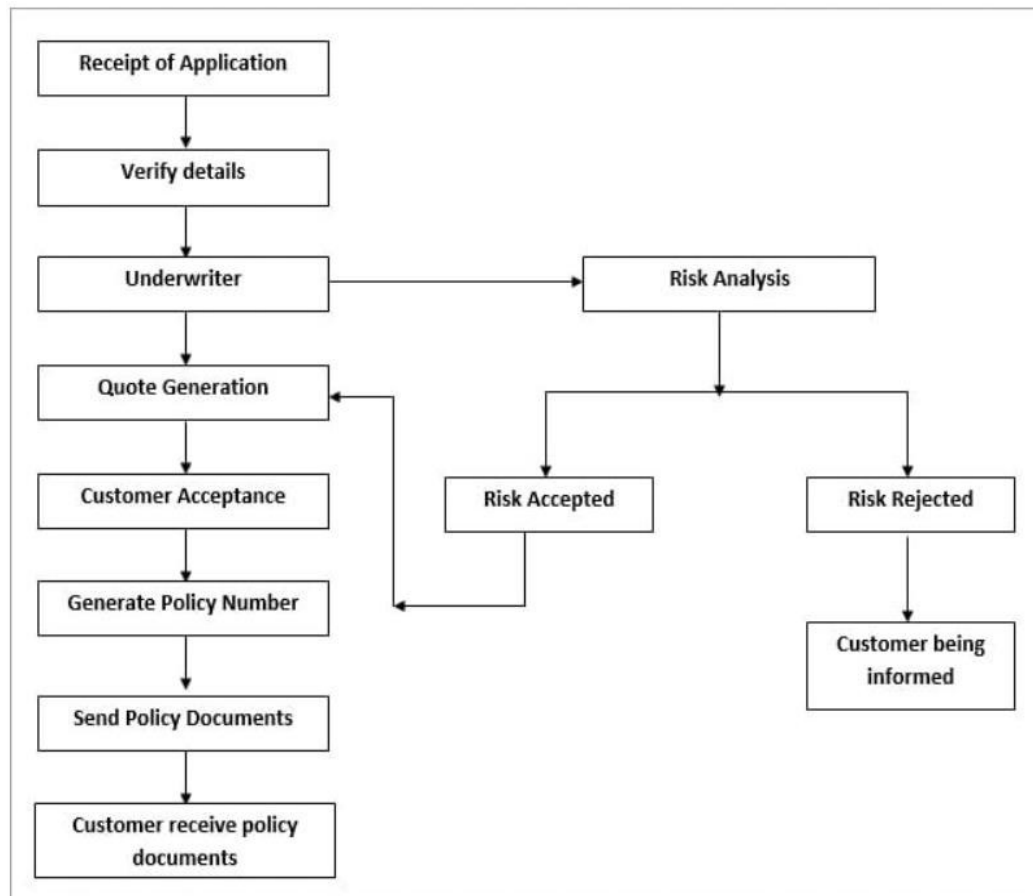 Receipt of Application
Verify details
Underwriter
Risk Analysis
Quote Generation
Customer Acceptance
Risk Accepted
Risk Rejected
Generate Policy Number
Customer being
informed
Send Policy Documents
Customer receive policy
documents